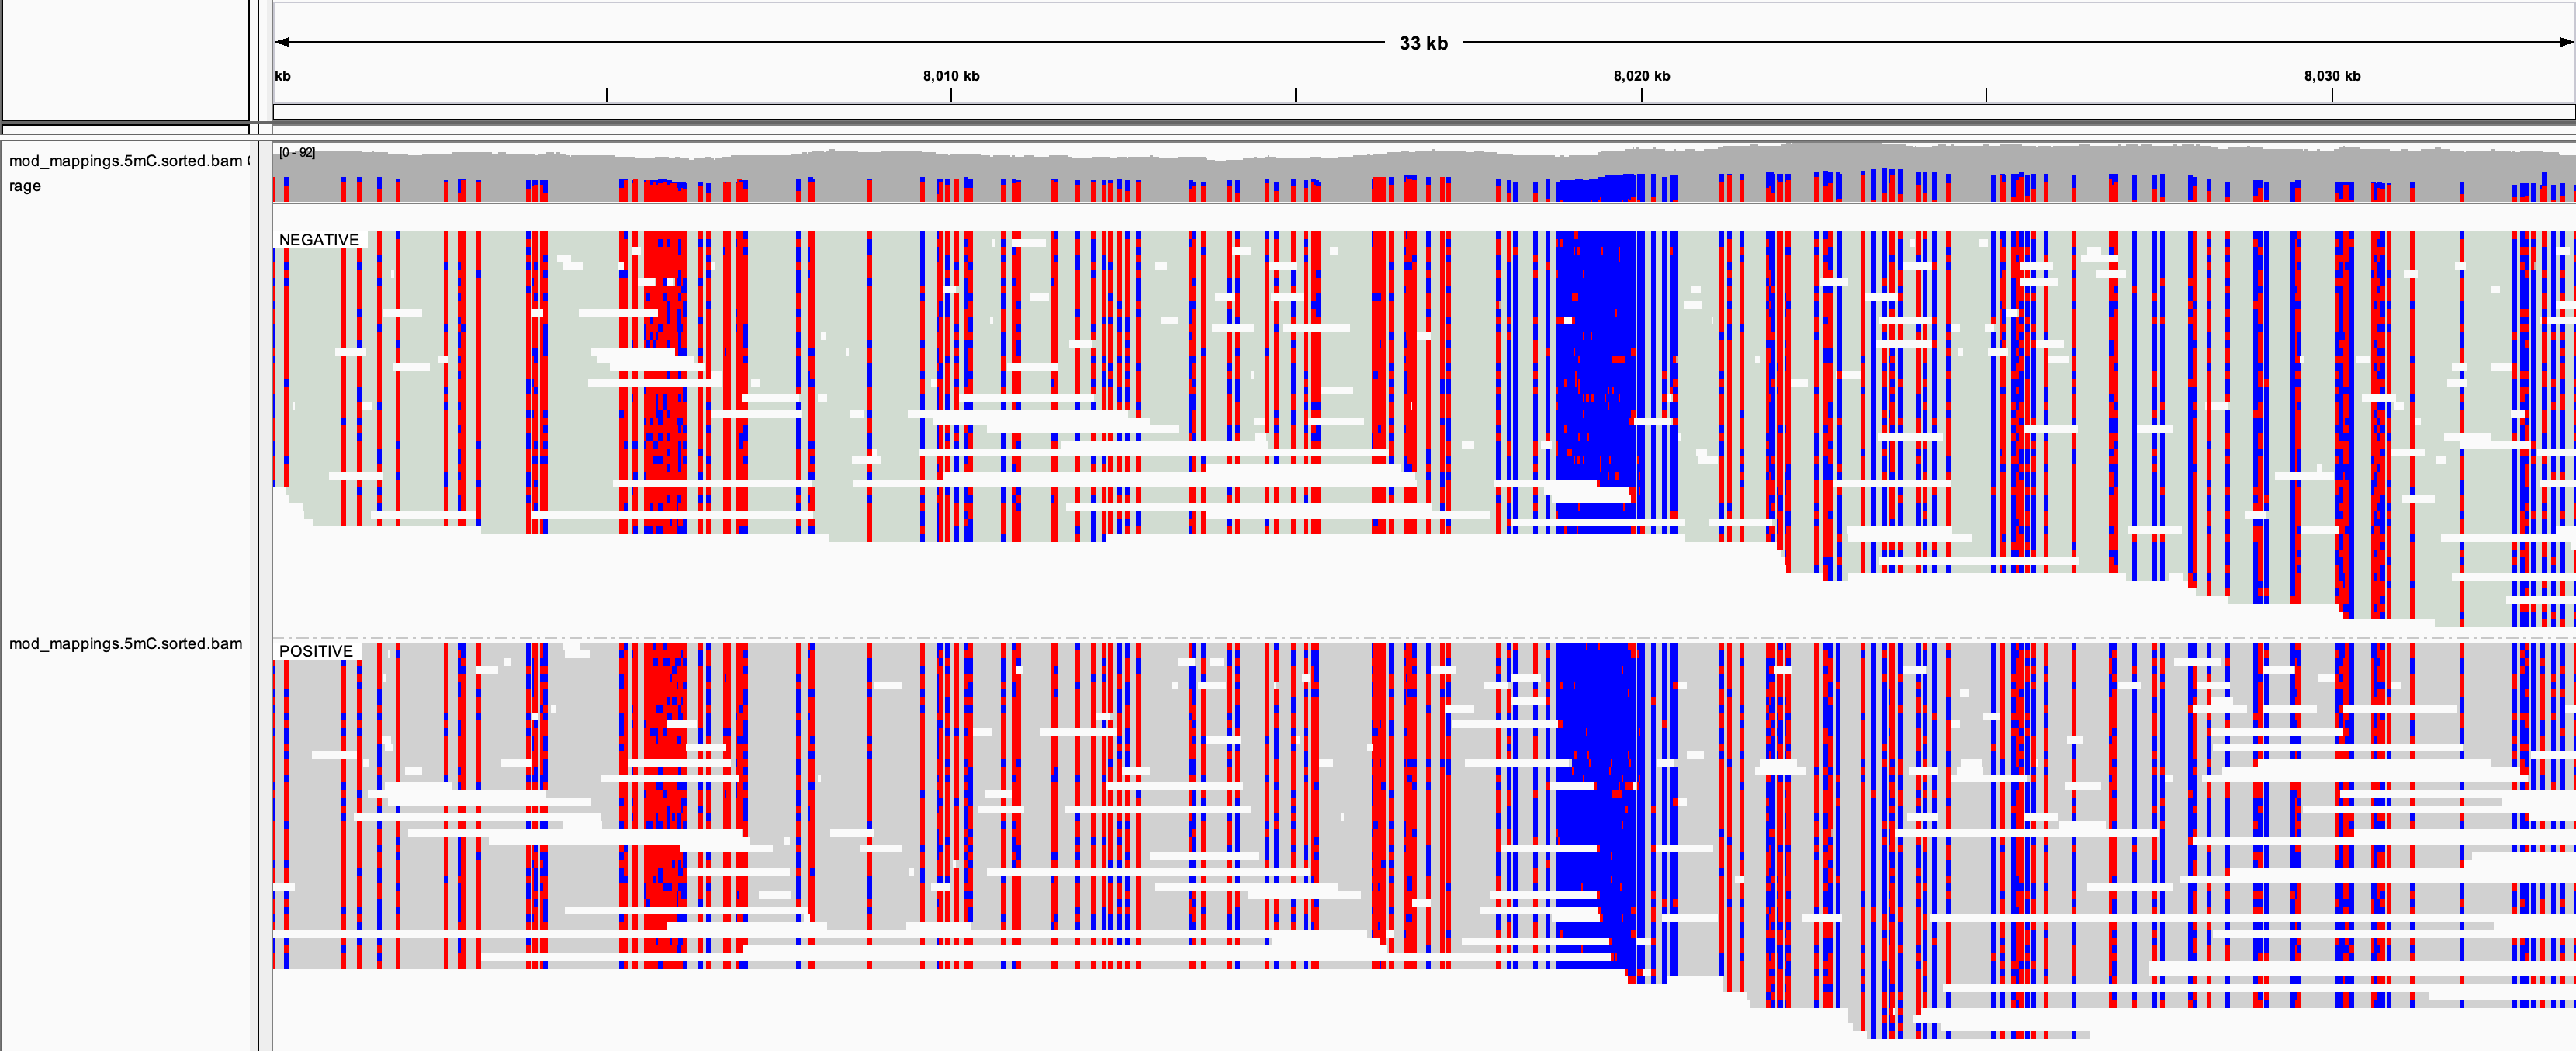 33 kb
kb 8,010 kb 8,020 kb 8,030 kb
[0 - 92]
mod_mappings.5mC.sorted.bam
rage
NEGATIVE
mod_mappings.5mC.sorted.bam
POSITIVE